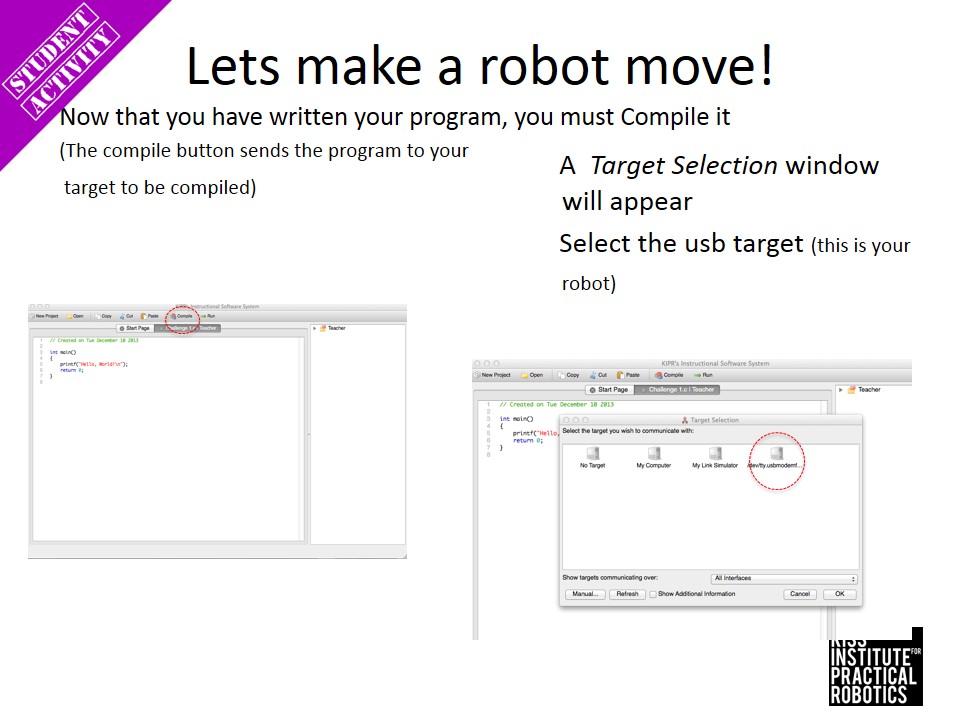 STUDENT
ACTIVITY
Lets make a robot move!
Now that you have written your program, you must Compile it
(The compile button sends the program to your
target to be compiled)
A Target Selection window
will appear
Select the usb target (this is your
robot)
KIPR's Instructional Software System
New Project Open Copy Cut Paste Compile Run
Start Page Challenge 1.c | Teacher
Teacher
1 // Created on Tue December 10 2013
2
3 int main()
4 {
5 printf("Hello, World!\n");
6 return 0;
7 }
8
KIPR's Instructional Software System
New Project Open Copy Cut Paste Compile Run
Start Page Challenge 1.c | Teacher
Teacher
1 // Created on Tue December 10 2013
2
3 int main()
4 {
5 printf("Hello,
6 return 0;
7 }
8
Target Selection
Select the target you wish to communicate with:
No Target My Computer My Link Simulator /dev/tty.usbmodemf...
Show targets communicating over: All Interfaces
Manual... Refresh Show Additional Information Cancel OK
KISS
INSTITUTE FOR
PRACTICAL
ROBOTICS